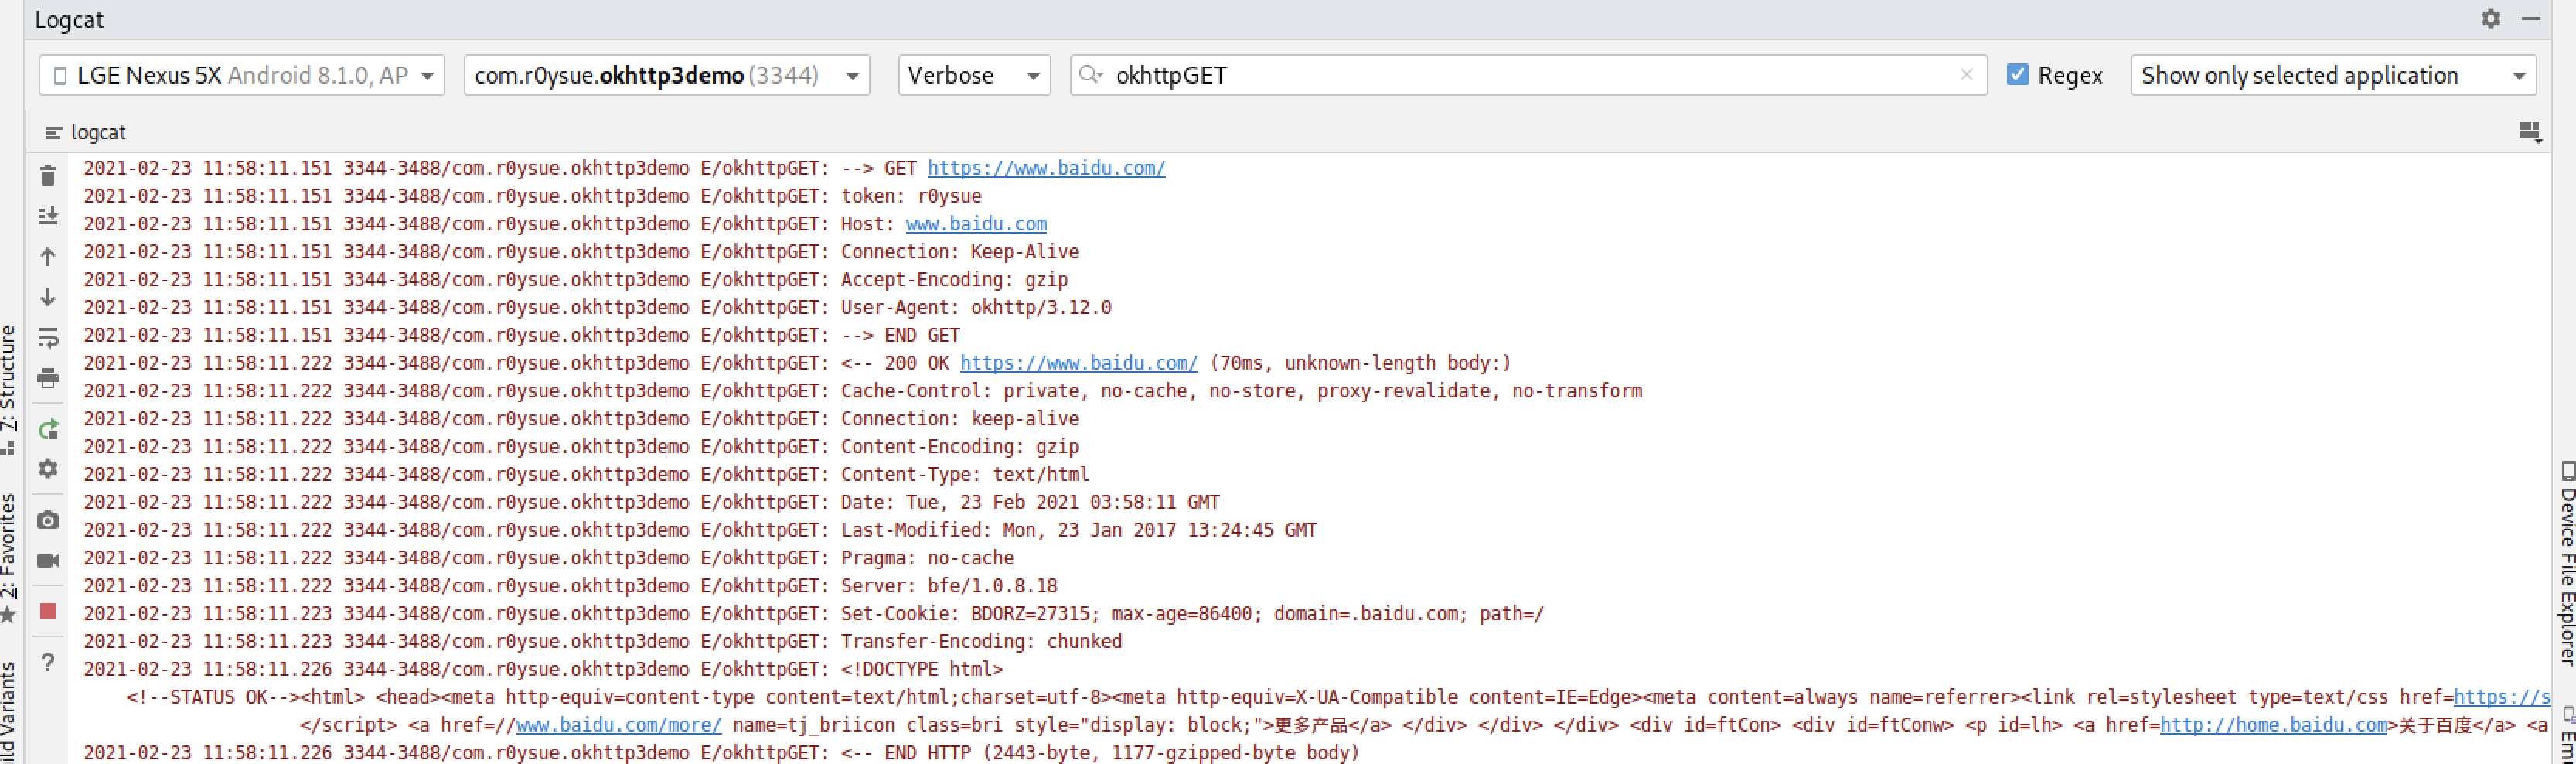 Logcat
LGE Nexus 5X Android 8.1.0, AP
com.r0ysue.okhttp3demo (3344)
Verbose
okhttpGET
Regex
Show only selected application
logcat
2021-02-23 11:58:11.151 3344-3488/com.r0ysue.okhttp3demo E/okhttpGET: --> GET https://www.baidu.com/
2021-02-23 11:58:11.151 3344-3488/com.r0ysue.okhttp3demo E/okhttpGET: token: r0ysue
2021-02-23 11:58:11.151 3344-3488/com.r0ysue.okhttp3demo E/okhttpGET: Host: www.baidu.com
2021-02-23 11:58:11.151 3344-3488/com.r0ysue.okhttp3demo E/okhttpGET: Connection: Keep-Alive
2021-02-23 11:58:11.151 3344-3488/com.r0ysue.okhttp3demo E/okhttpGET: Accept-Encoding: gzip
2021-02-23 11:58:11.151 3344-3488/com.r0ysue.okhttp3demo E/okhttpGET: User-Agent: okhttp/3.12.0
2021-02-23 11:58:11.151 3344-3488/com.r0ysue.okhttp3demo E/okhttpGET: --> END GET
2021-02-23 11:58:11.222 3344-3488/com.r0ysue.okhttp3demo E/okhttpGET: <-- 200 OK https://www.baidu.com/ (70ms, unknown-length body:)
2021-02-23 11:58:11.222 3344-3488/com.r0ysue.okhttp3demo E/okhttpGET: Cache-Control: private, no-cache, no-store, proxy-revalidate, no-transform
2021-02-23 11:58:11.222 3344-3488/com.r0ysue.okhttp3demo E/okhttpGET: Connection: keep-alive
2021-02-23 11:58:11.222 3344-3488/com.r0ysue.okhttp3demo E/okhttpGET: Content-Encoding: gzip
2021-02-23 11:58:11.222 3344-3488/com.r0ysue.okhttp3demo E/okhttpGET: Content-Type: text/html
2021-02-23 11:58:11.222 3344-3488/com.r0ysue.okhttp3demo E/okhttpGET: Date: Tue, 23 Feb 2021 03:58:11 GMT
2021-02-23 11:58:11.222 3344-3488/com.r0ysue.okhttp3demo E/okhttpGET: Last-Modified: Mon, 23 Jan 2017 13:24:45 GMT
2021-02-23 11:58:11.222 3344-3488/com.r0ysue.okhttp3demo E/okhttpGET: Pragma: no-cache
2021-02-23 11:58:11.222 3344-3488/com.r0ysue.okhttp3demo E/okhttpGET: Server: bfe/1.0.8.18
2021-02-23 11:58:11.223 3344-3488/com.r0ysue.okhttp3demo E/okhttpGET: Set-Cookie: BDORZ=27315; max-age=86400; domain=.baidu.com; path=/
2021-02-23 11:58:11.223 3344-3488/com.r0ysue.okhttp3demo E/okhttpGET: Transfer-Encoding: chunked
2021-02-23 11:58:11.226 3344-3488/com.r0ysue.okhttp3demo E/okhttpGET: <!DOCTYPE html>
<!--STATUS OK--><html> <head><meta http-equiv=content-type content=text/html;charset=utf-8><meta http-equiv=X-UA-Compatible content=IE=Edge><meta content=always name=referrer><link rel=stylesheet type=text/css href=https://s
</script> <a href=//www.baidu.com/more/ name=tj_briicon class=bri style="display: block;">更多产品</a> </div> </div> </div> <div id=ftCon> <div id=ftConw> <p id=lh> <a href=http://home.baidu.com>关于百度</a> <a
2021-02-23 11:58:11.226 3344-3488/com.r0ysue.okhttp3demo E/okhttpGET: <-- END HTTP (2443-byte, 1177-gzipped-byte body)
7: Structure
2: Favorites
ild Variants
Device File Explorer
Em